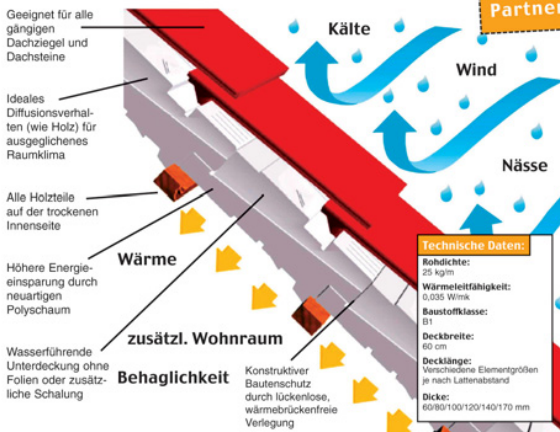 Partner
Geeignet für alle
gängigen
Dachziegel und
Dachsteine
Kälte
Wind
Nässe
Ideales
Diffusionsverhal-
ten (wie Holz) für
ausgeglichenes
Raumklima
Alle Holzteile
auf der trockenen
Innenseite
Wärme
Höhere Energie-
einsparung durch
neuartigen
Polyschaum
zusätzl. Wohnraum
Behaglichkeit
Wasserführende
Unterdeckung ohne
Folien oder zusätz-
liche Schalung
Konstruktiver
Bautenschutz
durch lückenlose,
wärmebrückenfreie
Verlegung
Technische Daten:
Rohdichte:
25 kg/m
Wärmeleitfähigkeit:
0,035 W/mk
Baustoffklasse:
B1
Deckbreite:
60 cm
Decklänge:
Verschiedene Elementgrößen
je nach Lattenabstand
Dicke:
60/80/100/120/140/170 mm